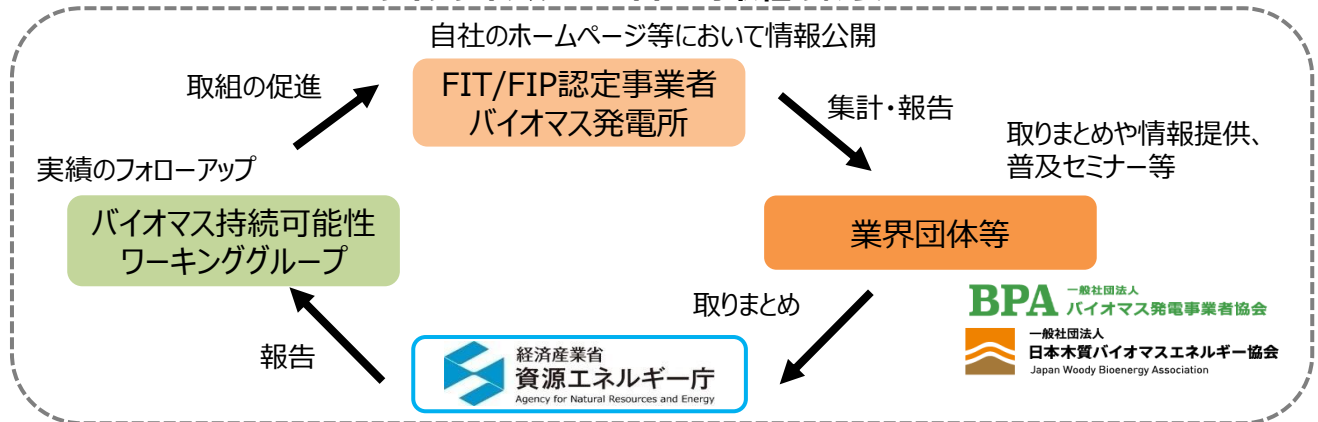 自社のホームページ等において情報公開
取組の促進
FIT/FIP認定事業者
バイオマス発電所
集計・報告
取りまとめや情報提供、
普及セミナー等
実績のフォローアップ
バイオマス持続可能性
ワーキンググループ
業界団体等
取りまとめ
BPA 一般社団法人
バイオマス発電事業者協会
一般社団法人
日本木質バイオマスエネルギー協会
Japan Woody Bioenergy Association
報告
経済産業省
資源エネルギー庁
Agency for Natural Resources and Energy